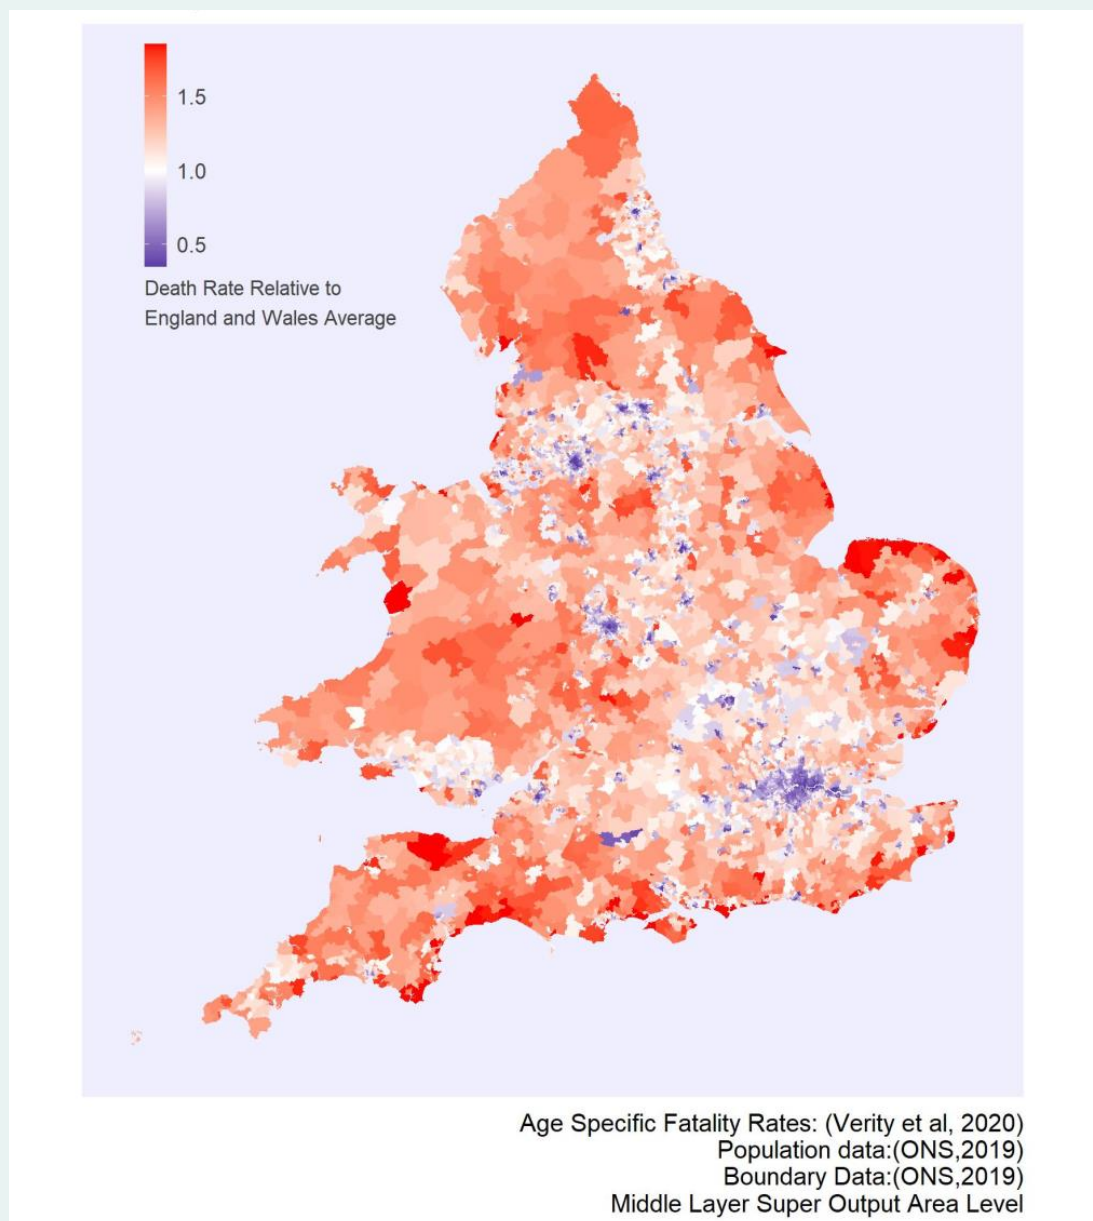 1.5
1.0
0.5
Death Rate Relative to
England and Wales Average
Age Specific Fatality Rates: (Verity et al, 2020)
Population data:(ONS,2019)
Boundary Data:(ONS,2019)
Middle Layer Super Output Area Level